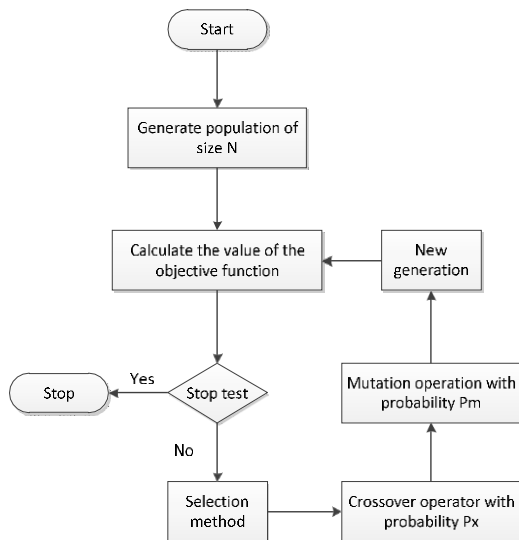 Start
Generate population of
size N
Calculate the value of the
objective function
New
generation
Stop
Yes
Stop test
Mutation operation with
probability Pm
No
Selection
method
Crossover operator with
probability Px